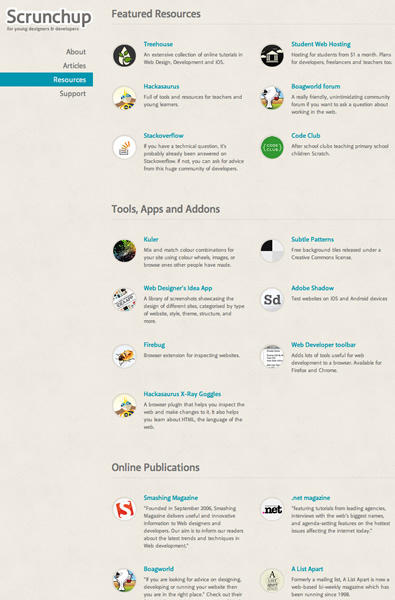 Scrunchup
for young designers & developers
About
Articles
Resources
Support
Featured Resources
Treehouse
An extensive collection of online tutorials in
Web Design, Development and iOS.
Student Web Hosting
Hosting for students from $1 a month. Plans
for developers, freelancers and teachers too.
Hackasaurus
Full of tools and resources for teachers and
young learners.
Boagworld forum
A really friendly, unintimidating community
forum if you want to ask a question about
working in the web.
Stackoverflow
If you have a technical question, it's
probably already been answered on
Stackoverflow. If not, you can ask for advice
from this huge community of developers.
CODE
CLUB
Code Club
After school clubs teaching primary school
children Scratch.
Tools, Apps and Addons
Kuler
Mix and match colour combinations for
your site using colour wheels, images, or
browse ones other people have made.
Subtle Patterns
Free background tiles released under a
Creative Commons license.
Web Designer's Idea App
A library of screenshots showcasing the
design of different sites, categorised by type
of website, style, theme, structure, and
more.
Sd
Adobe Shadow
Test websites on iOS and Android devices
Firebug
Browser extension for inspecting websites.
Web Developer toolbar
Adds lots of tools useful for web
development to a browser. Available for
Firefox and Chrome.
Hackasaurus X-Ray Goggles
A browser plugin that helps you inspect the
web and make changes to it. It also helps
you learn about HTML, the language of the
web.
Online Publications
Smashing Magazine
"Founded in September 2006, Smashing
Magazine delivers useful and innovative
information to Web designers and
developers. Our aim is to inform our readers
about the latest trends and techniques in
Web development."
.net
.net magazine
"featuring tutorials from leading agencies,
interviews with the web's biggest names,
and agenda-setting features on the hottest
issues affecting the internet today."
Boagworld
"If you are looking for advice on designing,
developing or running your website then
you are in the right place." Check out their
A LIST
APART
A List Apart
Formerly a mailing list, A List Apart is now a
web-based bi-weekly magazine which has
been running since 1998.